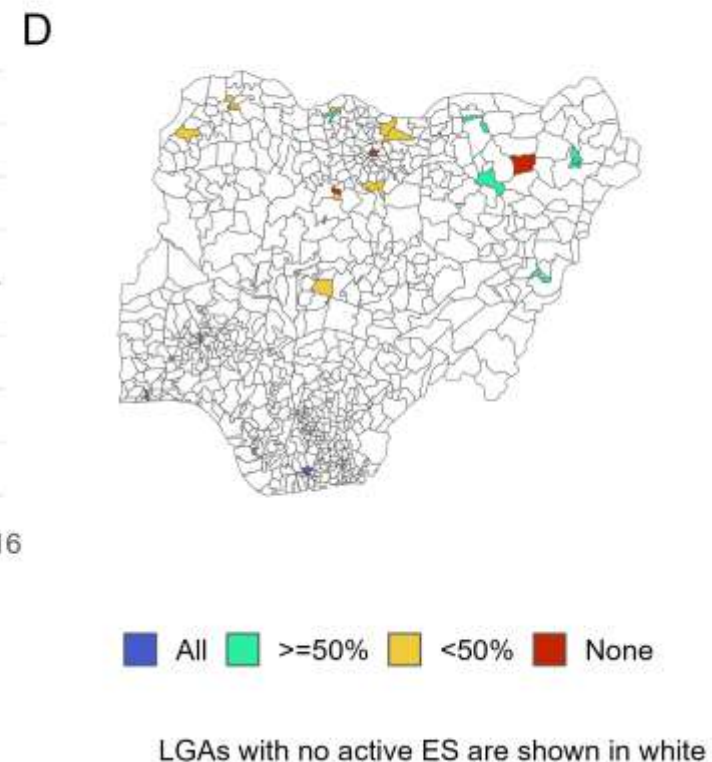 D
16
All >=50% <50% None
LGAs with no active ES are shown in white